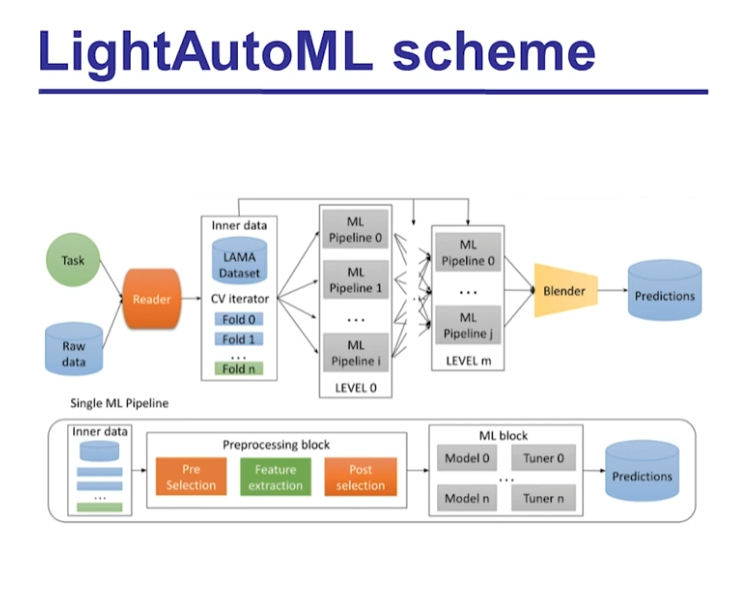 LightAutoML scheme
Task
Raw
data
Reader
Inner data
LAMA
Dataset
CV iterator
Fold 0
Fold 1
...
Fold n
ML
Pipeline 0
ML
Pipeline 1
...
ML
Pipeline i
LEVEL 0
...
ML
Pipeline 0
...
ML
Pipeline j
LEVEL m
Blender
Predictions
Single ML Pipeline
Inner data
...
Preprocessing block
Pre
Selection
Feature
extraction
Post
selection
ML block
Model 0
Tuner 0
...
Model n
Tuner n
Predictions